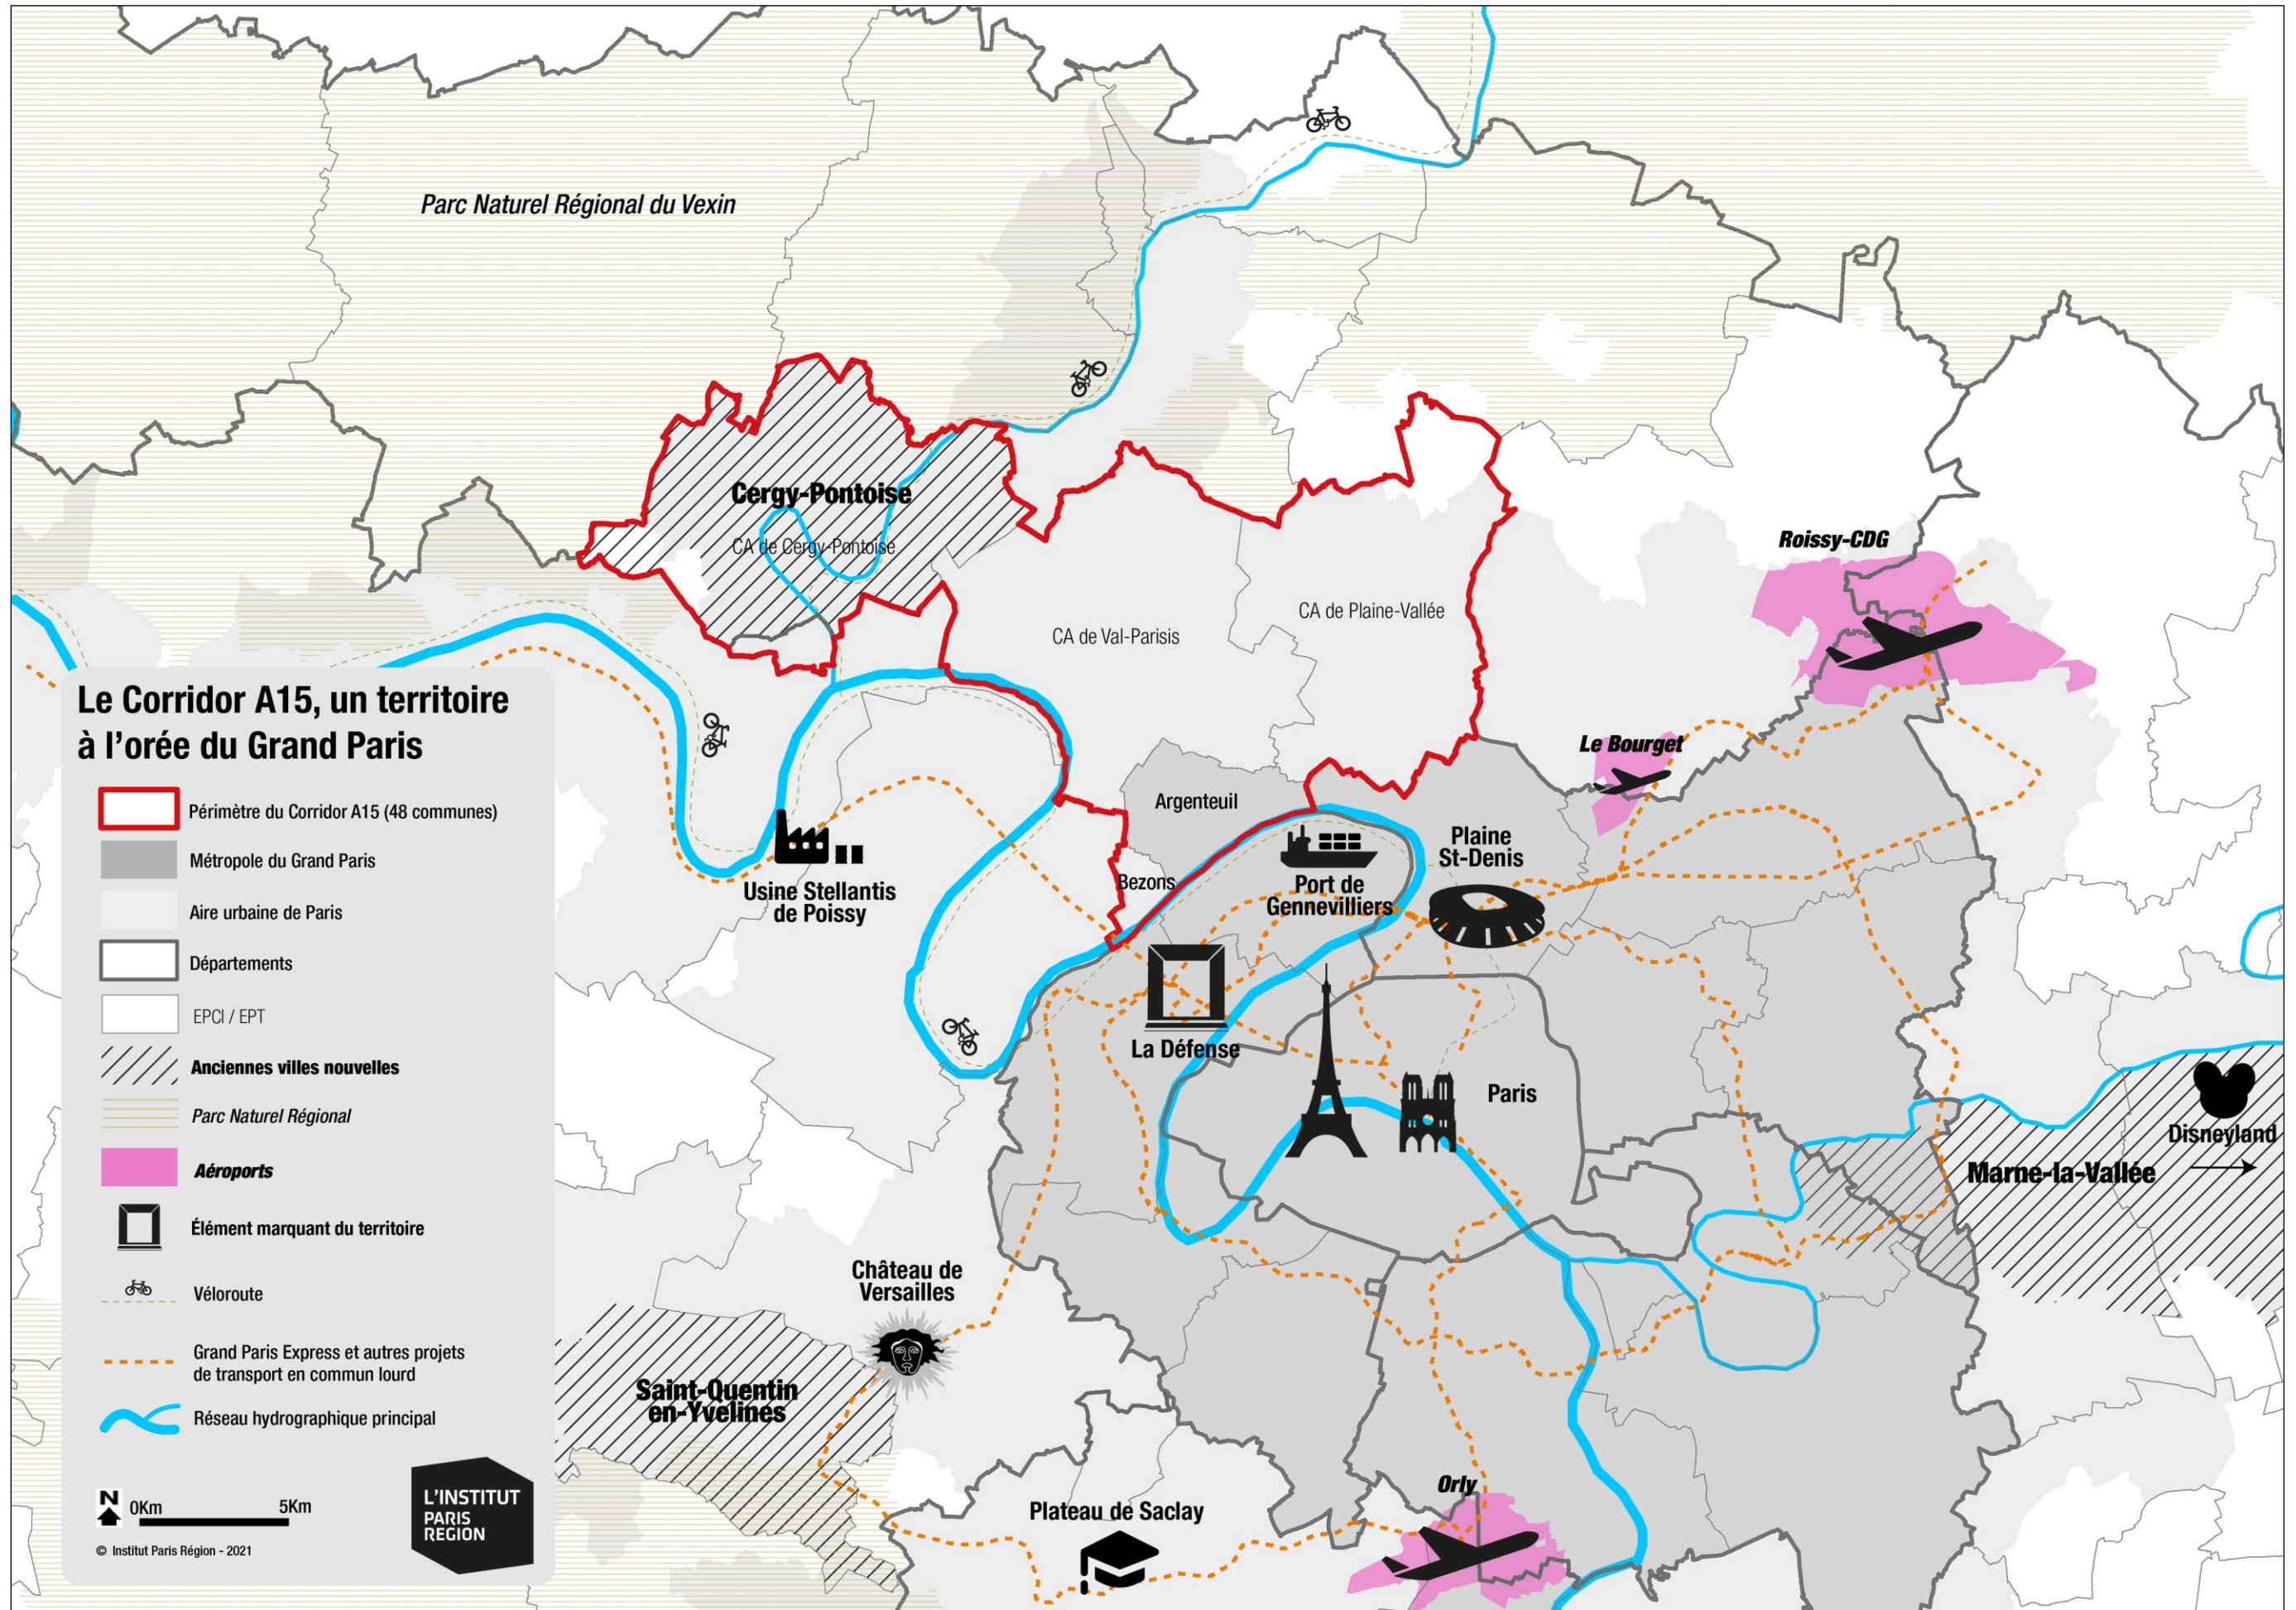 Parc Naturel Régional du Vexin
Cergy-Pontoise
CA de Cergy-Pontoise
CA de Val-Parisis
CA de Plaine-Vallée
Roissy-CDG
Le Bourget
Argenteuil
Bezons
Plaine
St-Denis
Port de
Gennevilliers
Usine Stellantis
de Poissy
La Défense
Paris
Disneyland
Marne-la-Vallée
Château de
Versailles
Saint-Quentin
en-Yvelines
Plateau de Saclay
Orly
Le Corridor A15, un territoire
à l'orée du Grand Paris
Périmètre du Corridor A15 (48 communes)
Métropole du Grand Paris
Aire urbaine de Paris
Départements
EPCI / EPT
Anciennes villes nouvelles
Parc Naturel Régional
Aéroports
Élément marquant du territoire
Véloroute
Grand Paris Express et autres projets
de transport en commun lourd
Réseau hydrographique principal
N
0Km 5Km
© Institut Paris Région - 2021
L'INSTITUT
PARIS
REGION